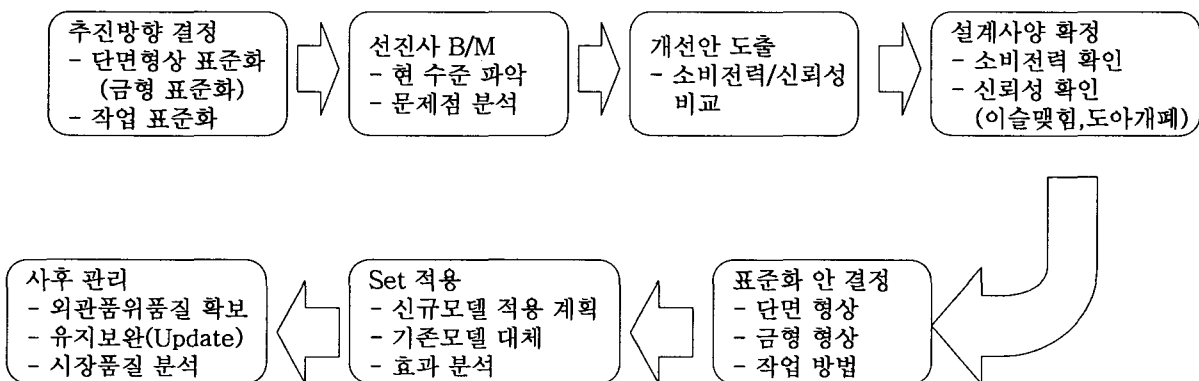 추진방향 결정
- 단면형상 표준화
(금형 표준화)
- 작업 표준화
선진사 B/M
- 현 수준 파악
- 문제점 분석
개선안 도출
- 소비전력/신뢰성
비교
설계사양 확정
- 소비전력 확인
- 신뢰성 확인
(이슬맺힘,도아개폐)
표준화 안 결정
- 단면 형상
- 금형 형상
- 작업 방법
Set 적용
- 신규모델 적용 계획
- 기존모델 대체
- 효과 분석
사후 관리
- 외관품위품질 확보
- 유지보완(Update)
- 시장품질 분석